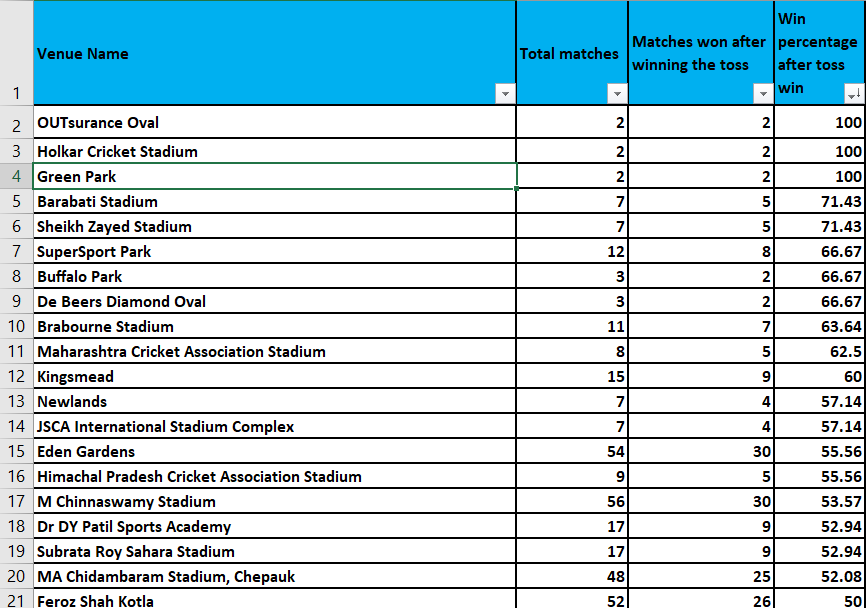 1 Venue Name Total matches Matches won after winning the toss Win percentage after toss win
2 OUTsurance Oval 2 2 100
3 Holkar Cricket Stadium 2 2 100
4 Green Park 2 2 100
5 Barabati Stadium 7 5 71.43
6 Sheikh Zayed Stadium 7 5 71.43
7 SuperSport Park 12 8 66.67
8 Buffalo Park 3 2 66.67
9 De Beers Diamond Oval 3 2 66.67
10 Brabourne Stadium 11 7 63.64
11 Maharashtra Cricket Association Stadium 8 5 62.5
12 Kingsmead 15 9 60
13 Newlands 7 4 57.14
14 JSCA International Stadium Complex 7 4 57.14
15 Eden Gardens 54 30 55.56
16 Himachal Pradesh Cricket Association Stadium 9 5 55.56
17 M Chinnaswamy Stadium 56 30 53.57
18 Dr DY Patil Sports Academy 17 9 52.94
19 Subrata Roy Sahara Stadium 17 9 52.94
20 MA Chidambaram Stadium, Chepauk 48 25 52.08
21 Feroz Shah Kotla 52 26 50